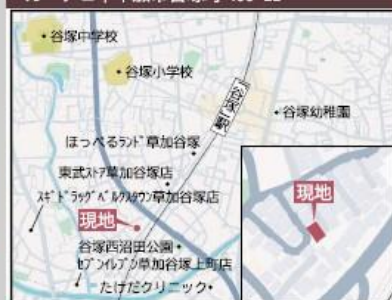 ・谷塚中学校
・谷塚小学校
「谷塚」駅
・谷塚幼稚園
ほっぺるランド草加谷塚
東武ストア草加谷塚店
スギドラッグベルクスタウン草加谷塚店
現地
現地
谷塚西沼田公園・
セブンイレブン草加谷塚上町店
たけだクリニック・